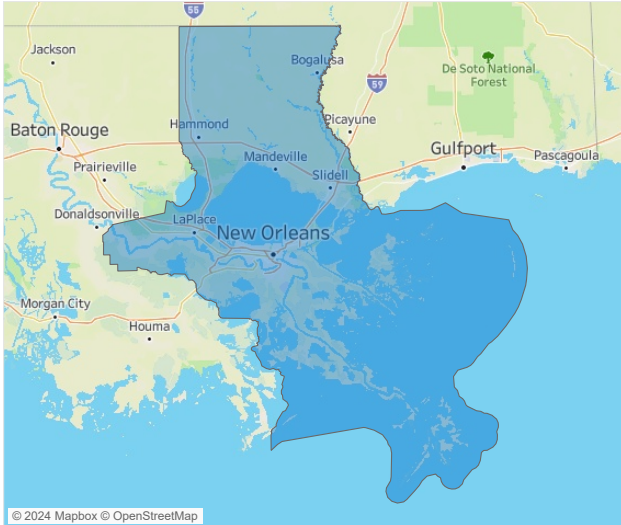 55
Jackson
Bogalusa
De Soto National
Forest
59
Hammond
Picayune
Baton Rouge
Gulfport
Mandeville
Pascagoula
Prairieville
Slidell
Donaldsonville
LaPlace
New Orleans
Morgan City
Houma
© 2024 Mapbox © OpenStreetMap